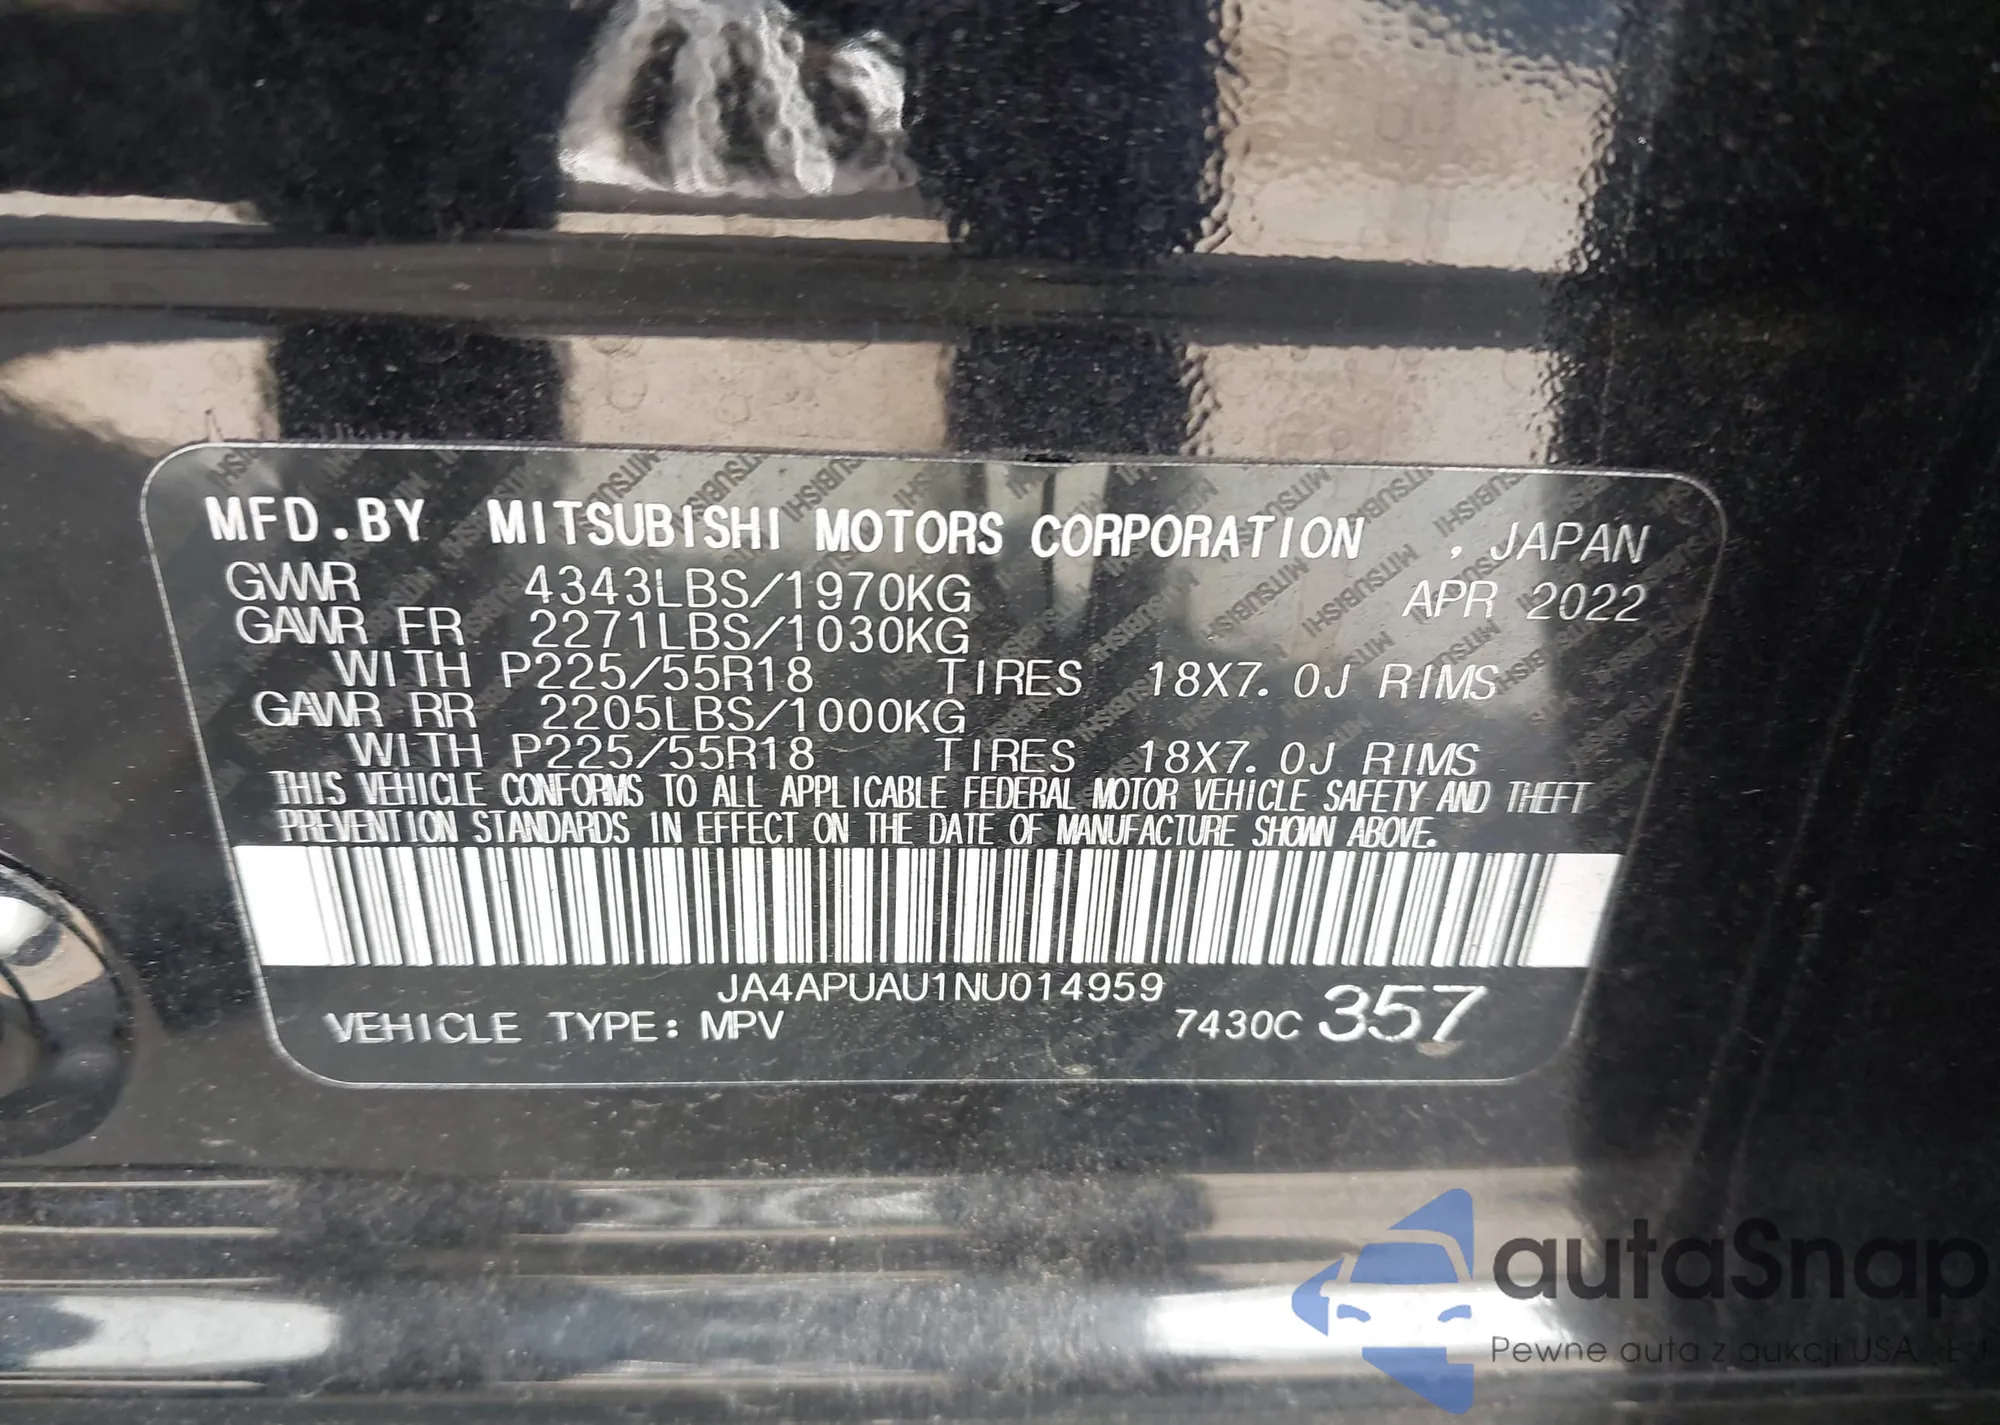 MFD.BY MITSUBISHI MOTORS CORPORATION , JAPAN
GVWR 4343LBS/1970KG APR 2022
GAWR FR 2271LBS/1030KG
WITH P225/55R18 TIRES 18X7.0J RIMS
GAWR RR 2205LBS/1000KG
WITH P225/55R18 TIRES 18X7.0J RIMS
THIS VEHICLE CONFORMS TO ALL APPLICABLE FEDERAL MOTOR VEHICLE SAFETY AND THEFT
PREVENTION STANDARDS IN EFFECT ON THE DATE OF MANUFACTURE SHOWN ABOVE.
JA4APUAU1NU014959
VEHICLE TYPE: MPV 7430C 357
autaSnap
Pewne auta z aukcji USA i EU